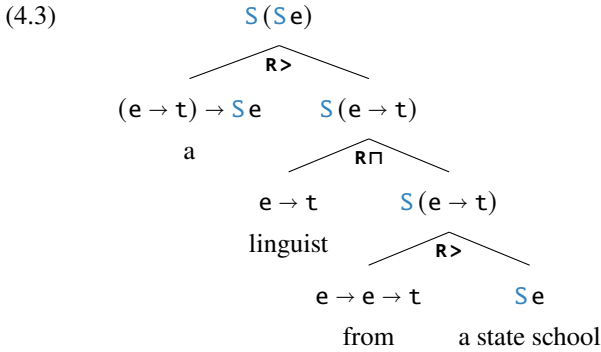 (4.3) S(Se)
R>
(e → t) → Se S(e → t)
a R⊓
e → t S(e → t)
linguist R>
e → e → t Se
from a state school